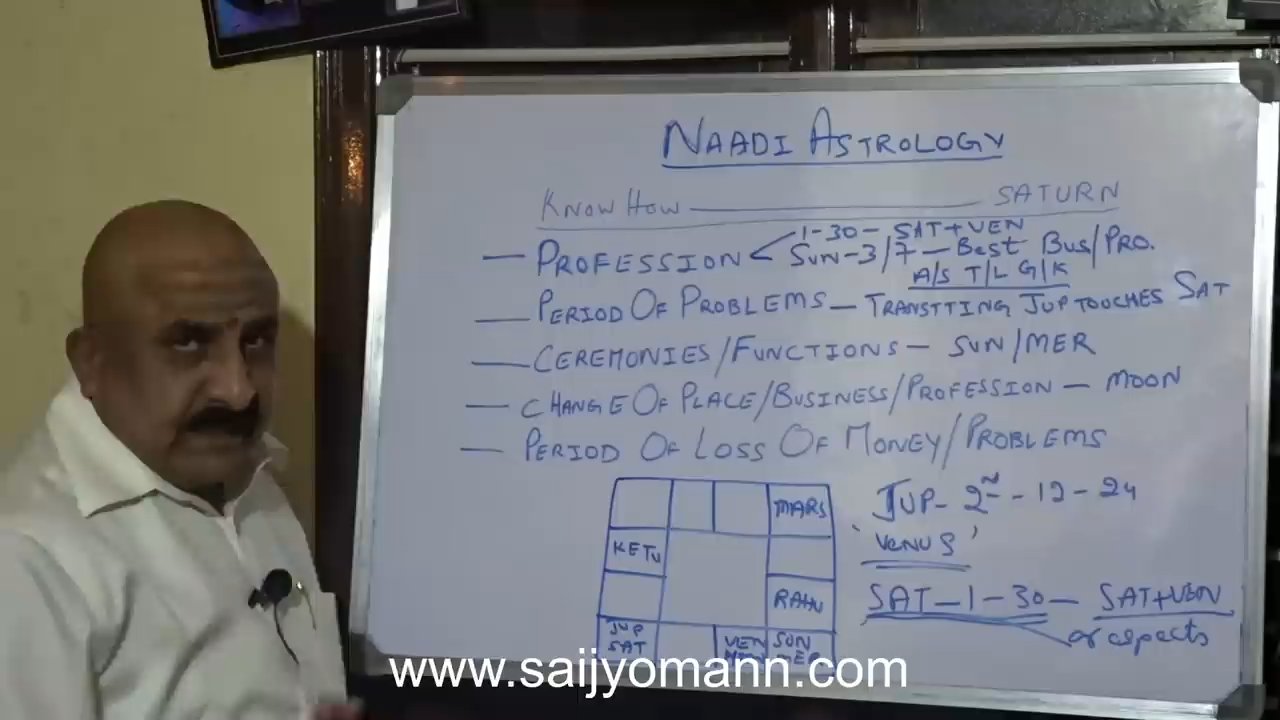 NAADI ASTROLOGY
KNOW HOW ———————— SATURN
1-30 - SAT+VEN
— PROFESSION < SUN-3/7 — BEST BUS/PRO.
A/S T/L G/K
— PERIOD OF PROBLEMS — TRANSTTING JUP TOUCHES SAT
— CEREMONIES/FUNCTIONS — SUN/MER
— CHANGE OF PLACE/BUSINESS/PROFESSION — MOON
— PERIOD OF LOSS OF MONEY/PROBLEMS
MARS
JUP - 2ⁿᵈ - 12 - 24
KETU
'VENUS'
RAHU
SAT — 1 - 30 — SAT+VEN
or aspects
JUP VEN SUN
SAT MER
www.saijyomann.com